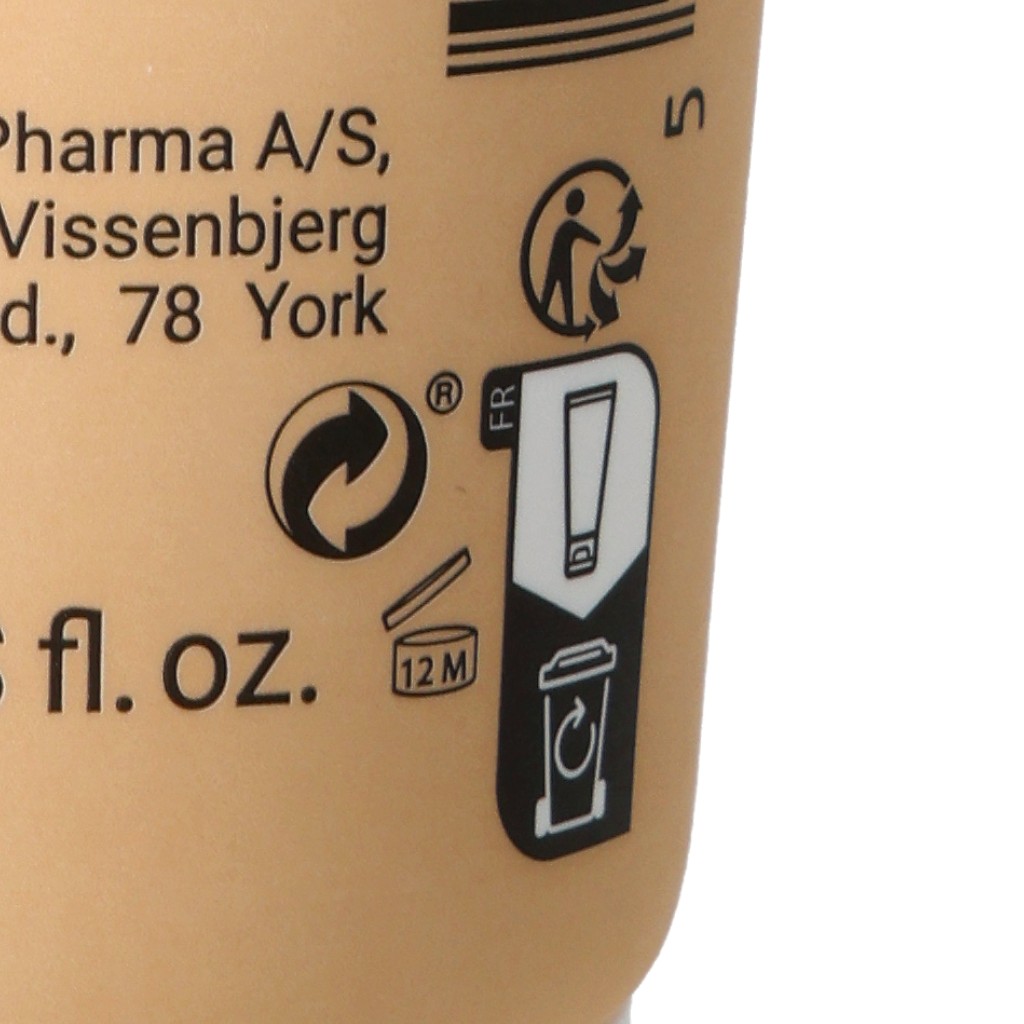 Pharma A/S,
Vissenbjerg
d., 78 York
®
FR
fl. oz.
12 M
5